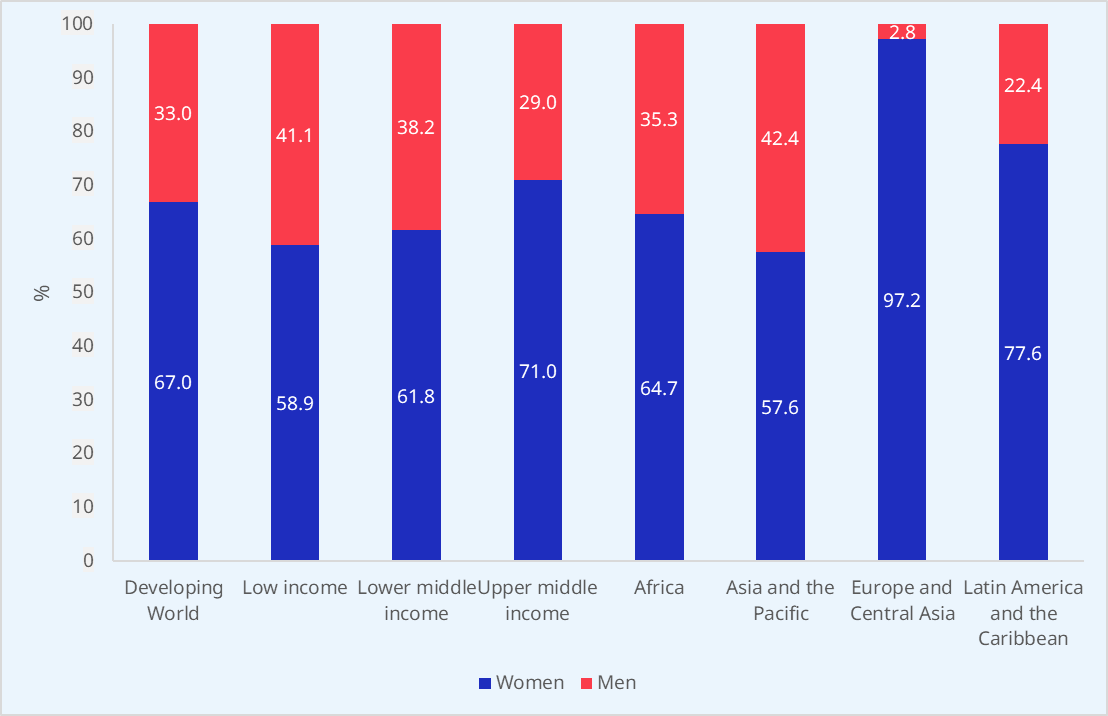 100
90
80
70
60
50
40
30
20
10
0
%
33.0
41.1
38.2
29.0
35.3
42.4
2.8
22.4
67.0
58.9
61.8
71.0
64.7
57.6
97.2
77.6
Developing
World
Low income
Lower middle
income
Upper middle
income
Africa
Asia and the
Pacific
Europe and
Central Asia
Latin America
and the
Caribbean
Women
Men